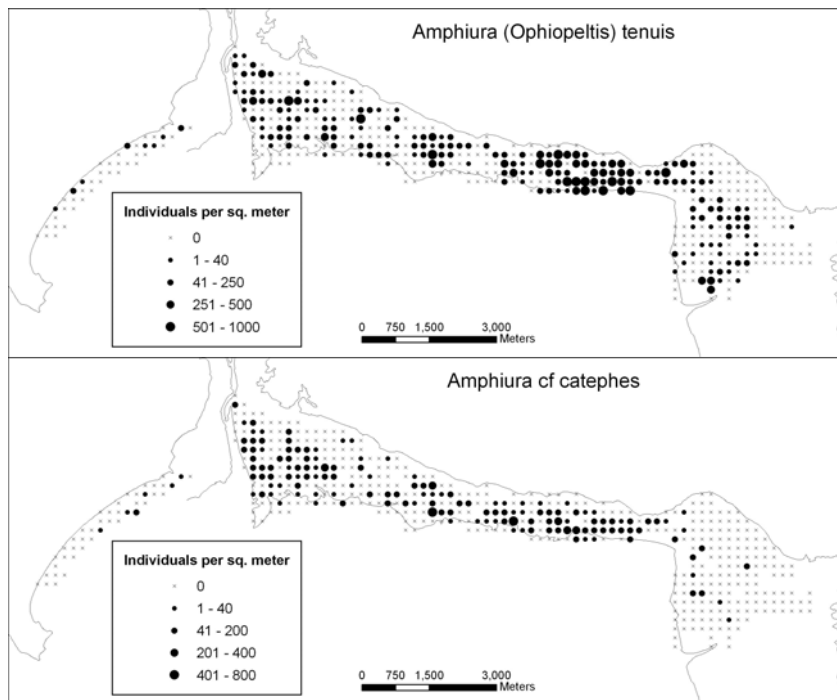 Amphiura (Ophiopeltis) tenuis
Individuals per sq. meter
0
1 - 40
41 - 250
251 - 500
501 - 1000
0 750 1,500 3,000
Meters
Amphiura cf catephes
Individuals per sq. meter
0
1 - 40
41 - 200
201 - 400
401 - 800
0 750 1,500 3,000
Meters